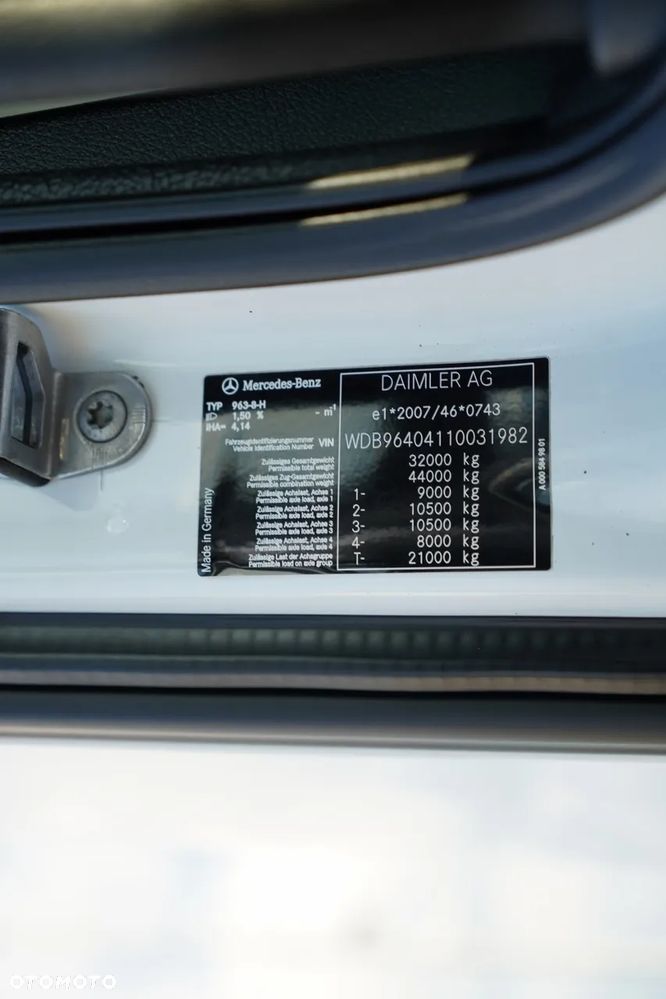 Mercedes-Benz
DAIMLER AG
TYP 963-8-H
1,50 % - m¹
IHA= 4,14
e1*2007/46*0743
Fahrzeugidentifizierungsnummer
Vehicle Identification Number VIN WDB96404110031982
Zulässiges Gesamtgewicht
Permissible total weight 32000 kg
Zulässiges Zug-Gesamtgewicht
Permissible combination weight 44000 kg
Zulässige Achslast, Achse 1
Permissible axle load, axle 1 1- 9000 kg
Zulässige Achslast, Achse 2
Permissible axle load, axle 2 2- 10500 kg
Zulässige Achslast, Achse 3
Permissible axle load, axle 3 3- 10500 kg
Zulässige Achslast, Achse 4
Permissible axle load, axle 4 4- 8000 kg
Zulässige Last der Achsgruppe
Permissible load on axle group T- 21000 kg
Made in Germany
A 000 584 98 01
OTOMOTO